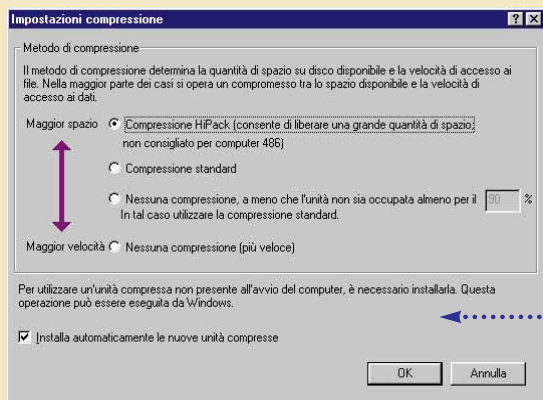 Impostazioni compressione
Metodo di compressione
Il metodo di compressione determina la quantità di spazio su disco disponibile e la velocità di accesso ai
file. Nella maggior parte dei casi si opera un compromesso tra lo spazio disponibile e la velocità di
accesso ai dati.
Maggior spazio Compressione HiPack (consente di liberare una grande quantità di spazio;
non consigliato per computer 486)
Compressione standard
Nessuna compressione, a meno che l'unità non sia occupata almeno per il 90 %
In tal caso utilizzare la compressione standard.
Maggior velocità Nessuna compressione (più veloce)
Per utilizzare un'unità compressa non presente all'avvio del computer, è necessario installarla. Questa
operazione può essere eseguita da Windows.
Installa automaticamente le nuove unità compresse
OK Annulla